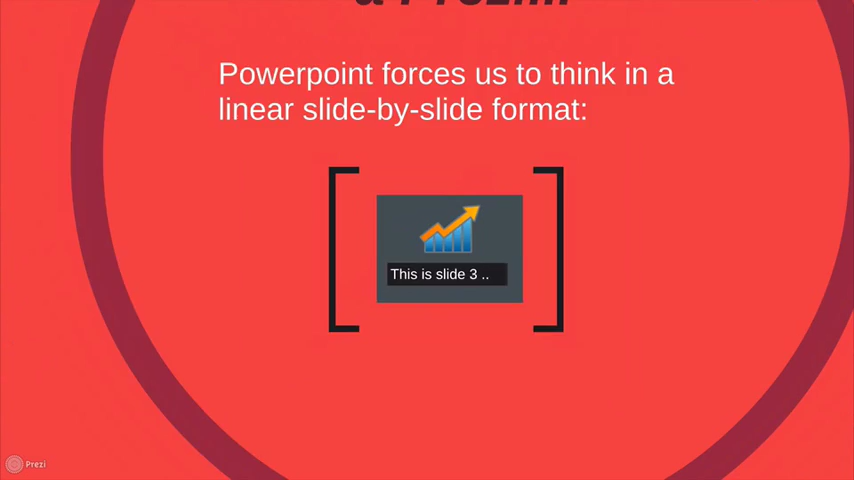 Powerpoint forces us to think in a
linear slide-by-slide format:
This is slide 3 ..
Prezi